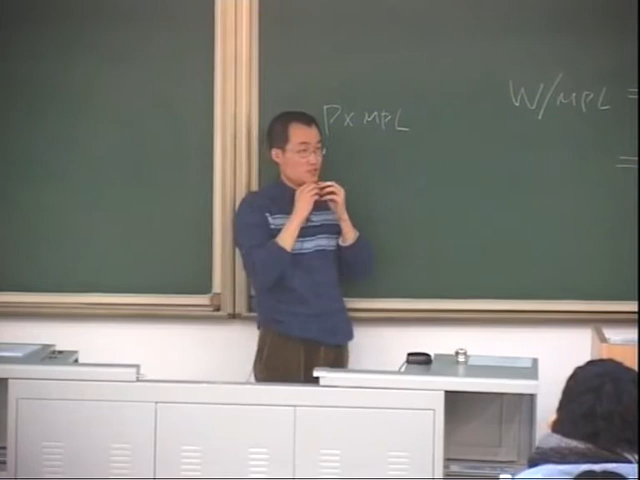 P×MPL
W/MPL =
=